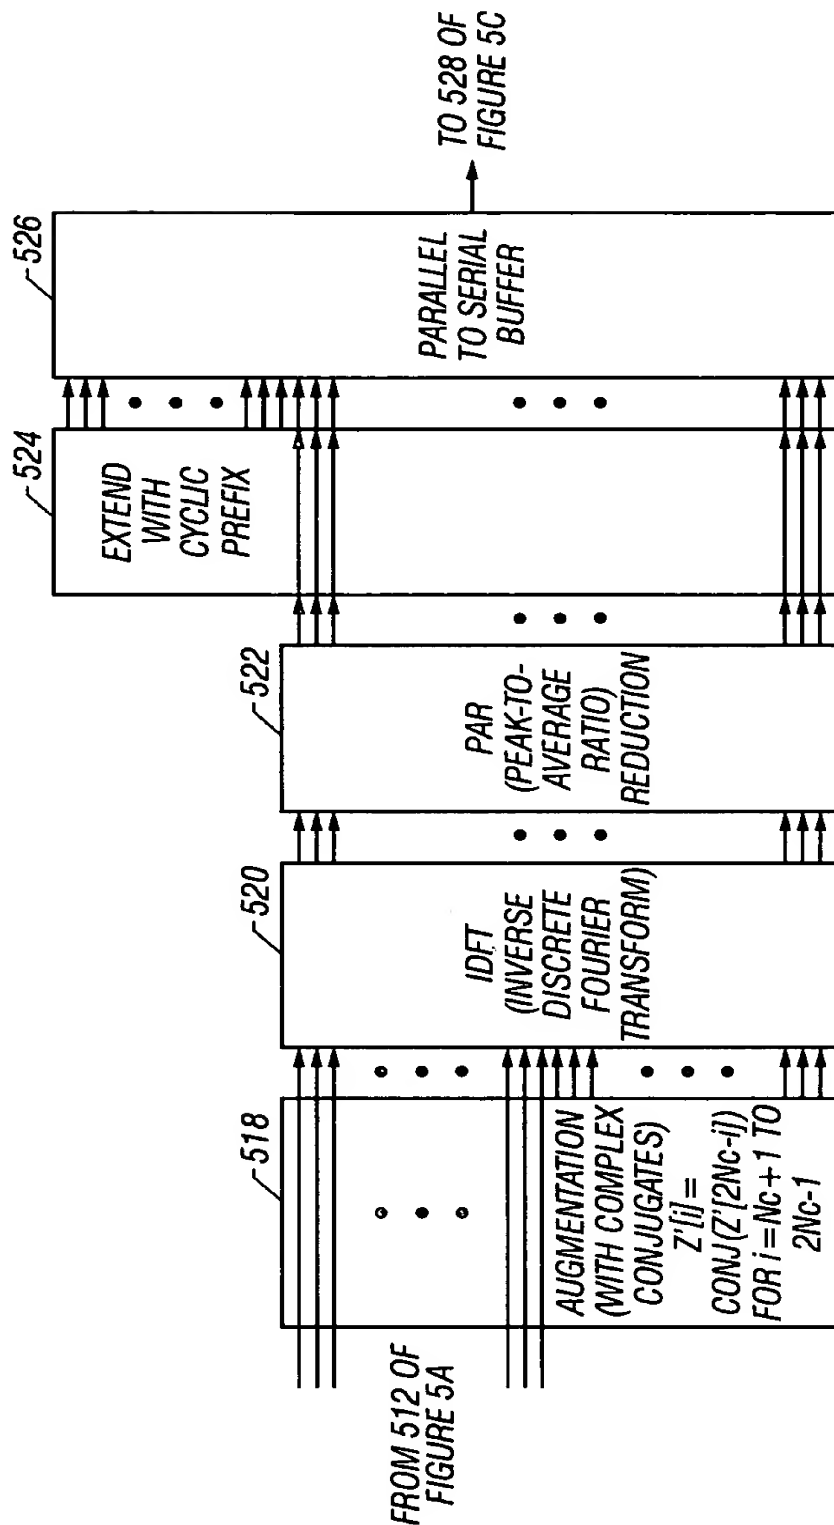 FROM 512 OF
FIGURE 5A
518
AUGMENTATION
(WITH COMPLEX
CONJUGATES)
Z'[i] =
CONJ(Z'[2Nc-i])
FOR i = Nc+1 TO
2Nc-1
520
IDFT
(INVERSE
DISCRETE
FOURIER
TRANSFORM)
522
PAR
(PEAK-TO-
AVERAGE
RATIO)
REDUCTION
524
EXTEND
WITH
CYCLIC
PREFIX
526
PARALLEL
TO SERIAL
BUFFER
TO 528 OF
FIGURE 5C